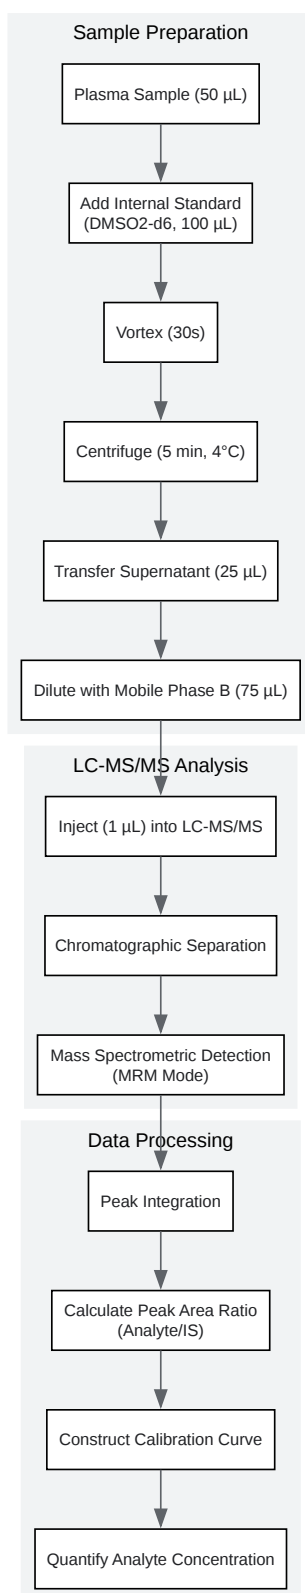 Sample Preparation
Plasma Sample (50 µL)
Add Internal Standard
(DMSO2-d6, 100 µL)
Vortex (30s)
Centrifuge (5 min, 4°C)
Transfer Supernatant (25 µL)
Dilute with Mobile Phase B (75 µL)
LC-MS/MS Analysis
Inject (1 µL) into LC-MS/MS
Chromatographic Separation
Mass Spectrometric Detection
(MRM Mode)
Data Processing
Peak Integration
Calculate Peak Area Ratio
(Analyte/IS)
Construct Calibration Curve
Quantify Analyte Concentration